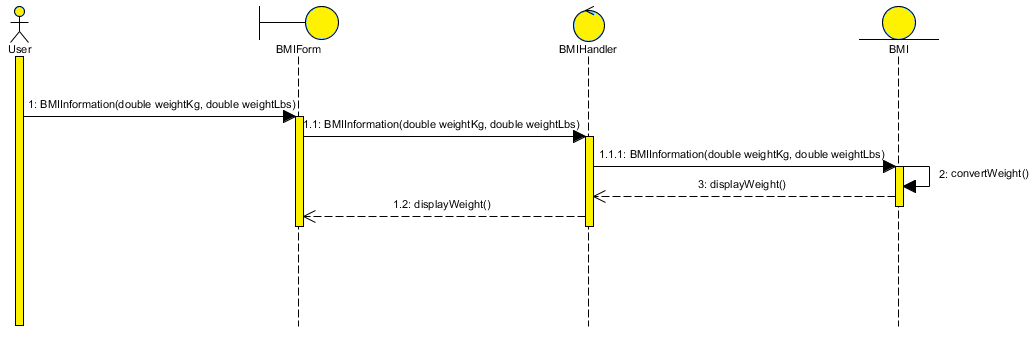 User
BMIForm
BMIHandler
BMI
1: BMIInformation(double weightKg, double weightLbs)
1.1: BMIInformation(double weightKg, double weightLbs)
1.1.1: BMIInformation(double weightKg, double weightLbs)
2: convertWeight()
3: displayWeight()
1.2: displayWeight()